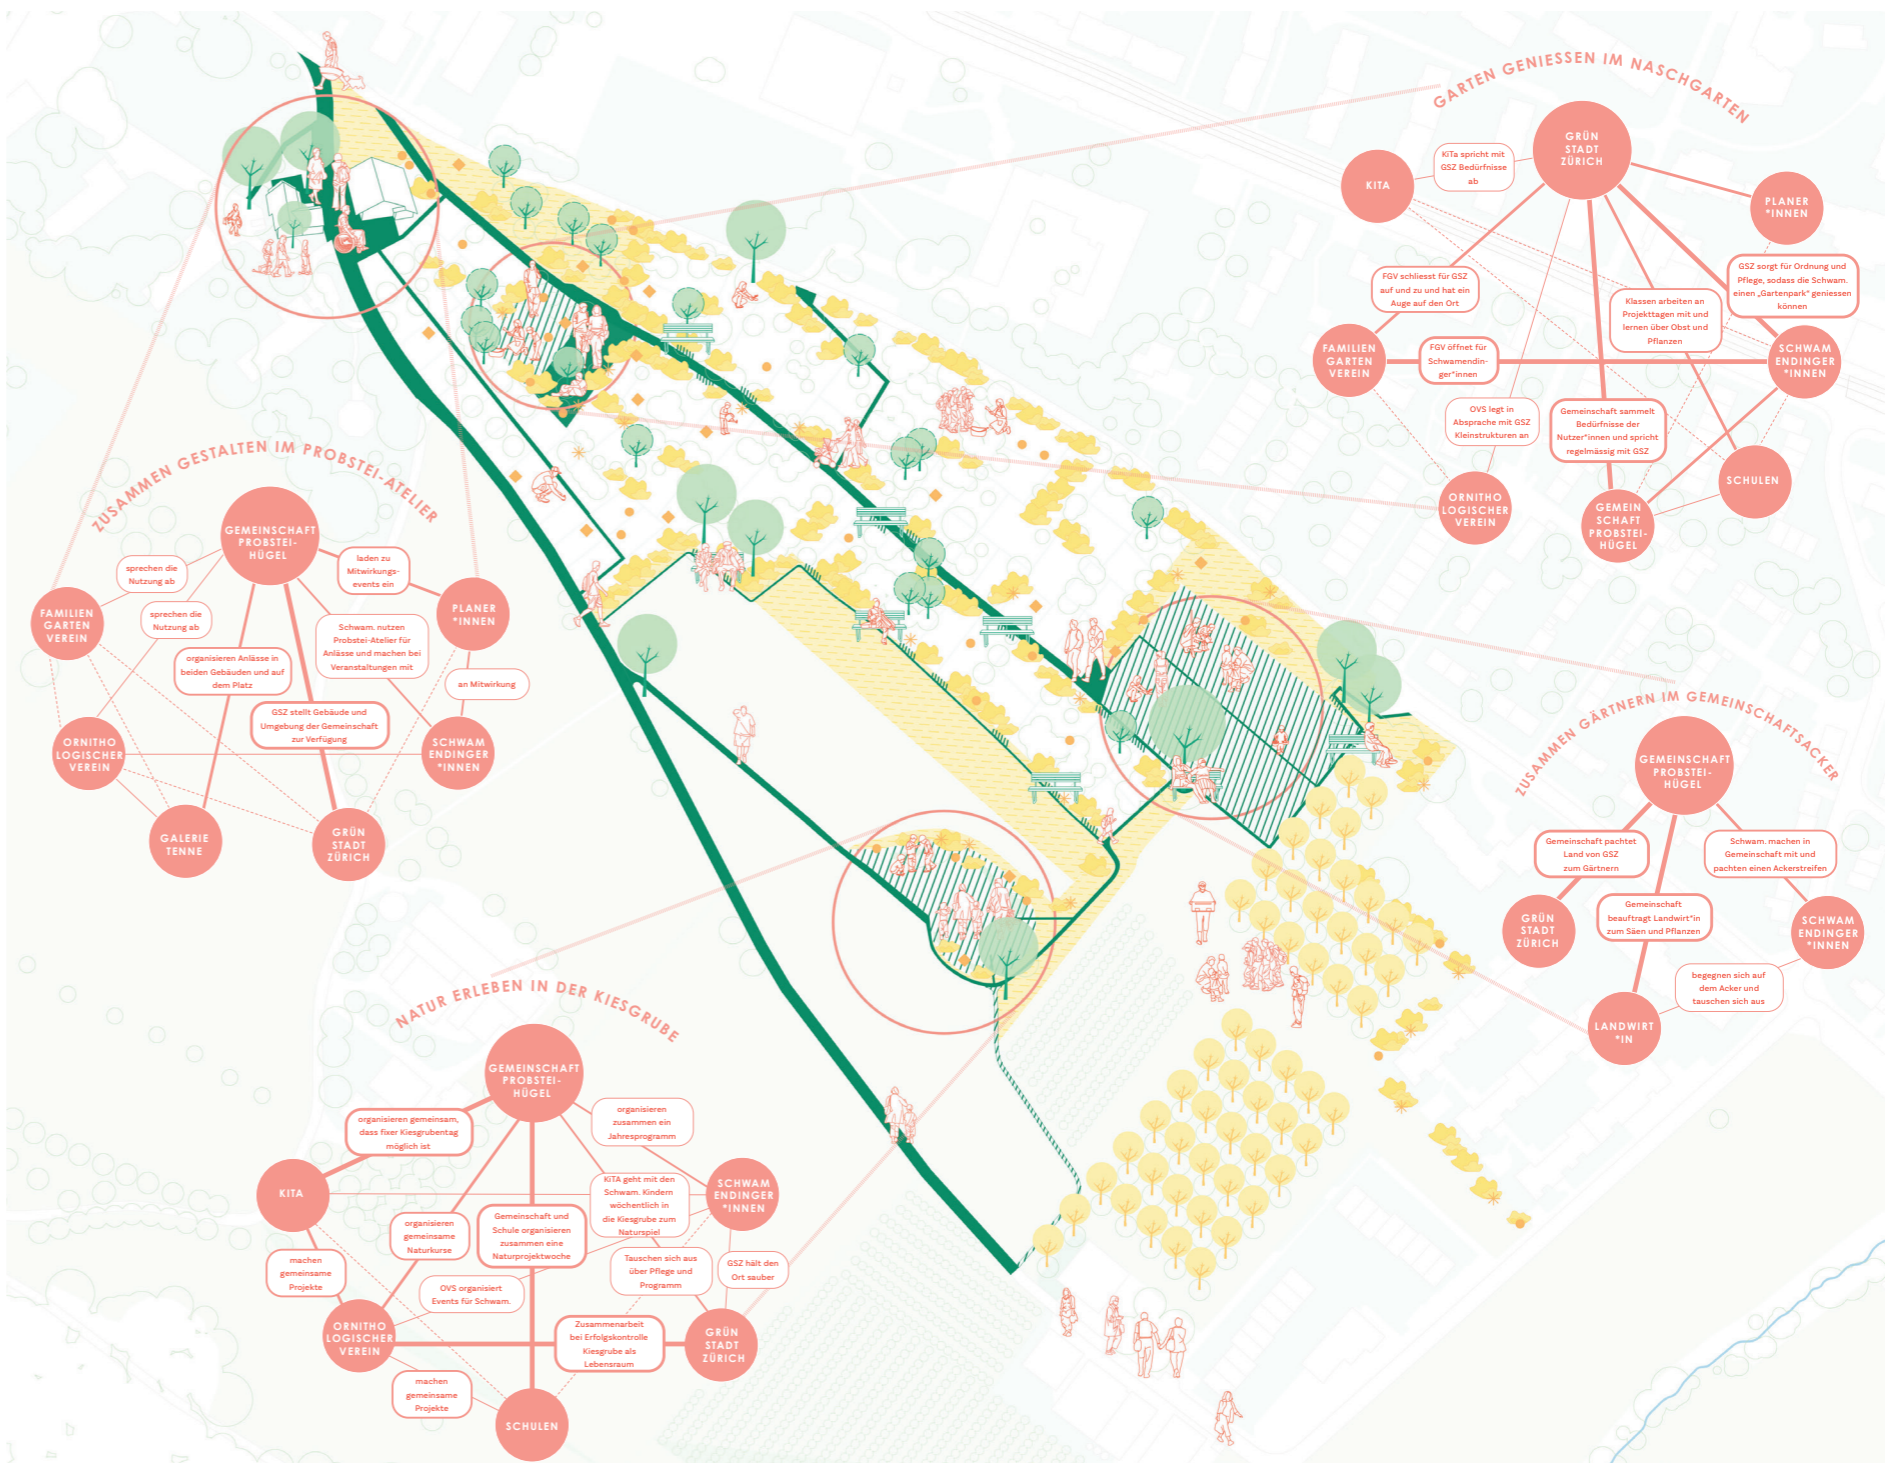 GARTEN GENIESSEN IM NASCHGARTEN
GRÜN
STADT
ZÜRICH
KITA
KiTa spricht mit
GSZ Bedürfnisse
ab
PLANER
*INNEN
FGV schliesst für GSZ
auf und zu und hat ein
Auge auf den Ort
GSZ sorgt für Ordnung und
Pflege, sodass die Schwam.
einen „Gartenpark" geniessen
können
Klassen arbeiten an
Projekttagen mit und
lernen über Obst und
Pflanzen
FAMILIEN
GARTEN
VEREIN
FGV öffnet für
Schwamendin-
ger*innen
SCHWAM
ENDINGER
*INNEN
OVS legt in
Absprache mit GSZ
Kleinstrukturen an
Gemeinschaft sammelt
Bedürfnisse der
Nutzer*innen und spricht
regelmässig mit GSZ
SCHULEN
ORNITHO
LOGISCHER
VEREIN
GEMEIN
SCHAFT
PROBSTEI-
HÜGEL
ZUSAMMEN GESTALTEN IM PROBSTEI-ATELIER
GEMEINSCHAFT
PROBSTEI-
HÜGEL
sprechen die
Nutzung ab
laden zu
Mitwirkungs-
events ein
FAMILIEN
GARTEN
VEREIN
sprechen die
Nutzung ab
PLANER
*INNEN
Schwam. nutzen
Probstei-Atelier für
Anlässe und machen bei
Veranstaltungen mit
organisieren Anlässe in
beiden Gebäuden und auf
dem Platz
an Mitwirkung
GSZ stellt Gebäude und
Umgebung der Gemeinschaft
zur Verfügung
ORNITHO
LOGISCHER
VEREIN
SCHWAM
ENDINGER
*INNEN
GALERIE
TENNE
GRÜN
STADT
ZÜRICH
ZUSAMMEN GÄRTNERN IM GEMEINSCHAFTSACKER
GEMEINSCHAFT
PROBSTEI-
HÜGEL
Gemeinschaft pachtet
Land von GSZ
zum Gärtnern
Schwam. machen in
Gemeinschaft mit und
pachten einen Ackerstreifen
Gemeinschaft
beauftragt Landwirt*in
zum Säen und Pflanzen
GRÜN
STADT
ZÜRICH
SCHWAM
ENDINGER
*INNEN
begegnen sich auf
dem Acker und
tauschen sich aus
LANDWIRT
*IN
NATUR ERLEBEN IN DER KIESGRUBE
GEMEINSCHAFT
PROBSTEI-
HÜGEL
organisieren gemeinsam,
dass fixer Kiesgrubentag
möglich ist
organisieren
zusammen ein
Jahresprogramm
KITA
KiTA geht mit den
Schwam. Kindern
wöchentlich in
die Kiesgrube zum
Naturspiel
SCHWAM
ENDINGER
*INNEN
organisieren
gemeinsame
Naturkurse
Gemeinschaft und
Schule organisieren
zusammen eine
Naturprojektwoche
machen
gemeinsame
Projekte
Tauschen sich aus
über Pflege und
Programm
GSZ hält den
Ort sauber
OVS organisiert
Events für Schwam.
ORNITHO
LOGISCHER
VEREIN
Zusammenarbeit
bei Erfolgskontrolle
Kiesgrube als
Lebensraum
GRÜN
STADT
ZÜRICH
machen
gemeinsame
Projekte
SCHULEN